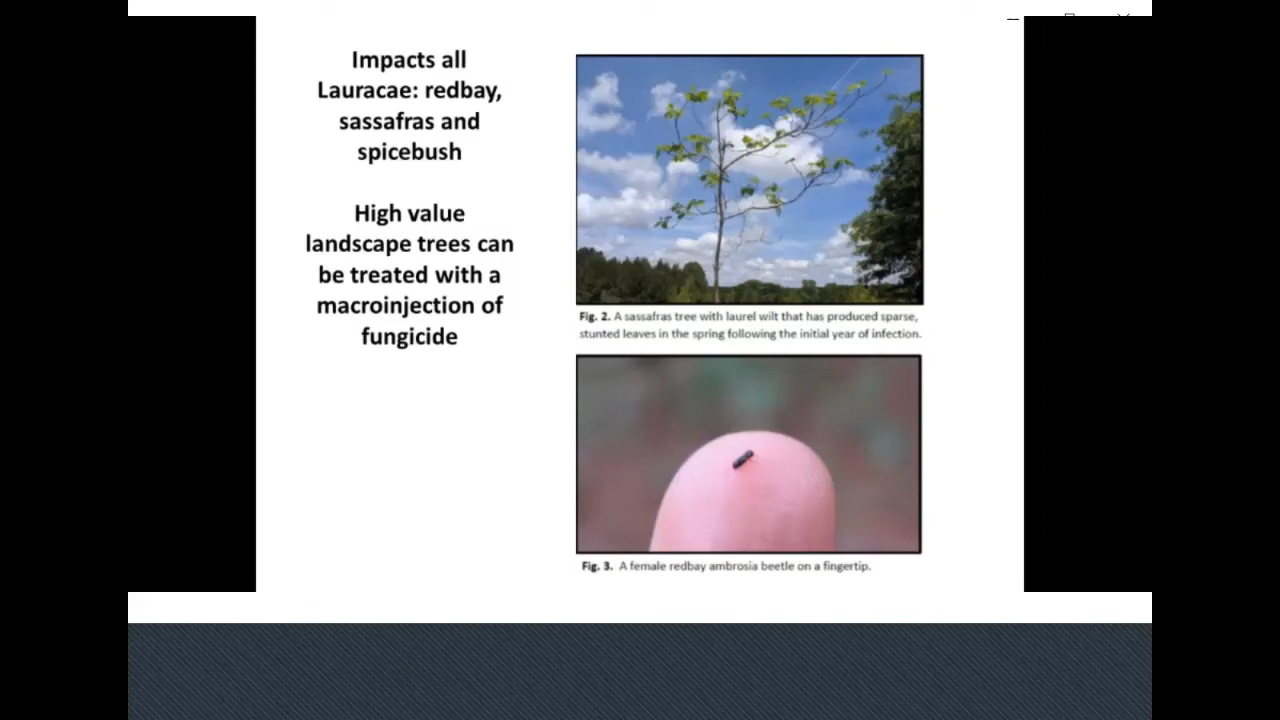 Impacts all
Lauracae: redbay,
sassafras and
spicebush
High value
landscape trees can
be treated with a
macroinjection of
fungicide
Fig. 2. A sassafras tree with laurel wilt that has produced sparse,
stunted leaves in the spring following the initial year of infection.
Fig. 3. A female redbay ambrosia beetle on a fingertip.